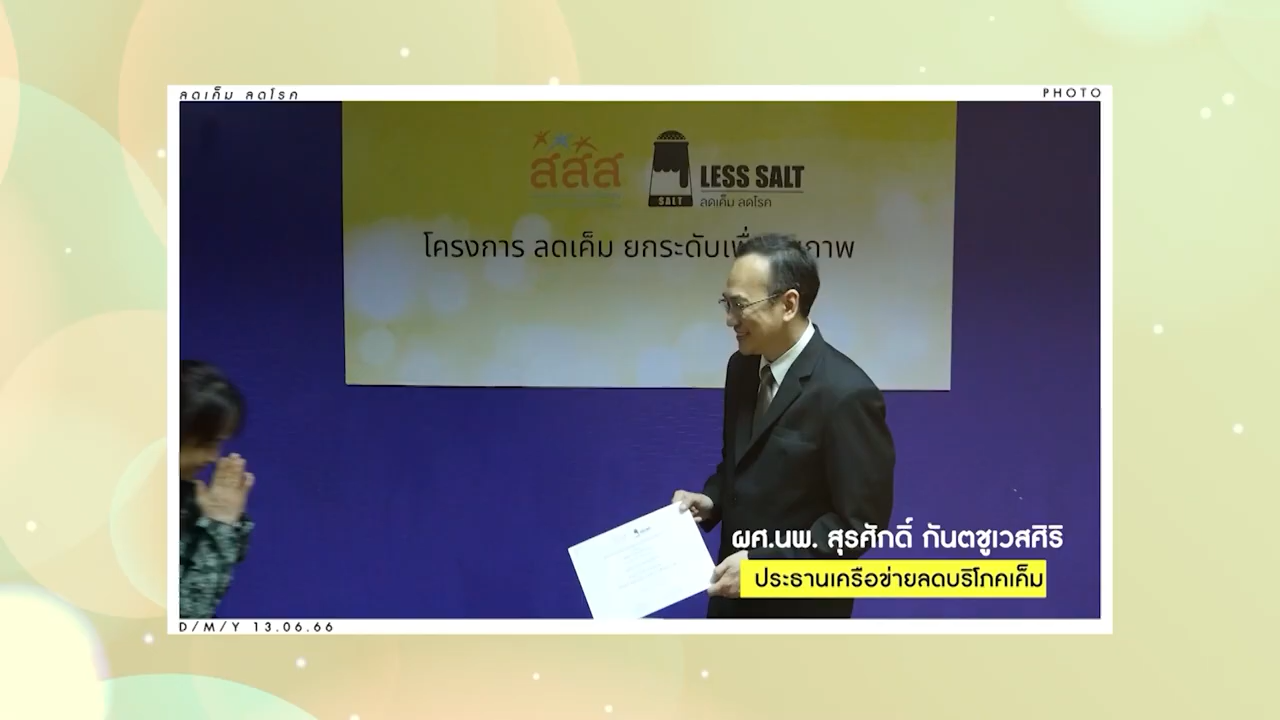 ลดเค็ม ลดโรค
PHOTO
สสส
SALT
LESS SALT
ลดเค็ม ลดโรค
โครงการ ลดเค็ม ยกระดับเพื่
ภาพ
ผศ.นพ. สุรศักดิ์ กันตชูเวสศิริ
ประธานเครือข่ายลดบริโภคเค็ม
D/M/Y 13.06.66